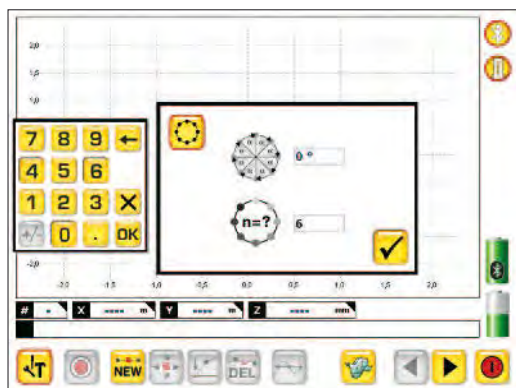 2,0
1,5
1,0
7 8 9 ←
4 5 6
1 2 3 X
+/- 0 . OK
α α α α α α α α
0 °
n=?
6
-2,0
-2,0 -1,5 -1,0 -0,5 0,0 0,5 1,0 1,5 2,0
# - X ---- m Y ---- m Z ---- mm
T NEW DEL